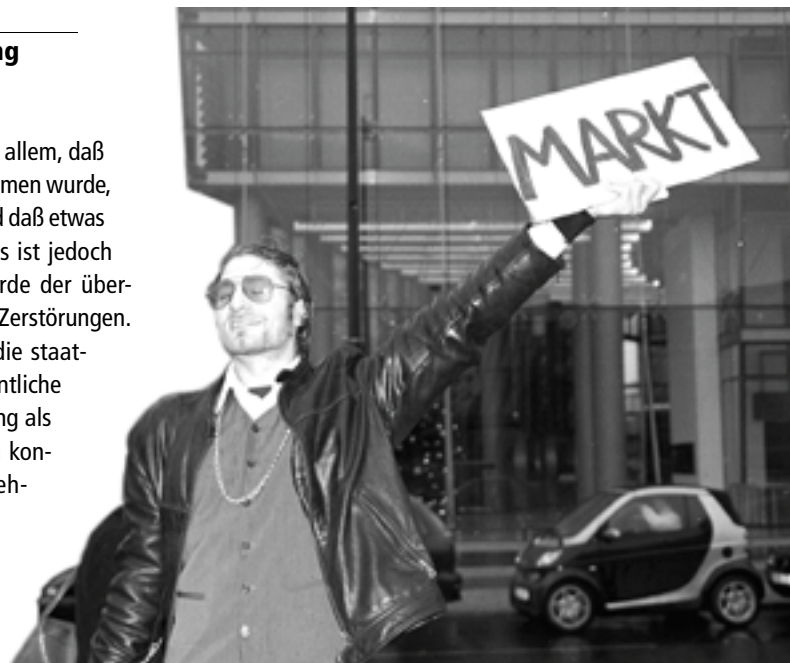 ng
allem, daß
men wurde,
d daß etwas
s ist jedoch
rde der über-
Zerstörungen.
die staat-
ntliche
ng als
kon-
eh-
MARKT